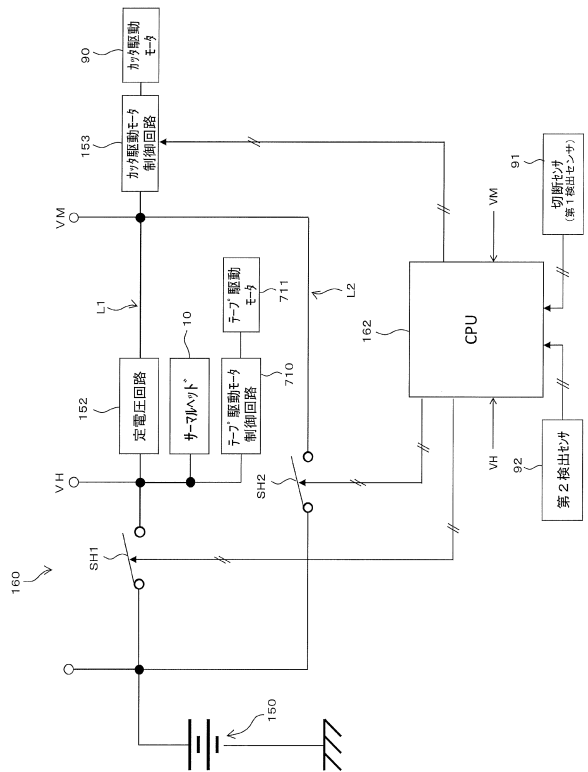 160
150
SH1
VH
L1
VM
152
定電圧回路
10
サーマルヘッド
テープ駆動モータ
制御回路
710
テープ駆動
モータ
711
153
カッタ駆動モータ
制御回路
90
カッタ駆動
モータ
SH2
L2
162
CPU
VH
VM
92
第2検出センサ
91
切断センサ
(第1検出センサ)